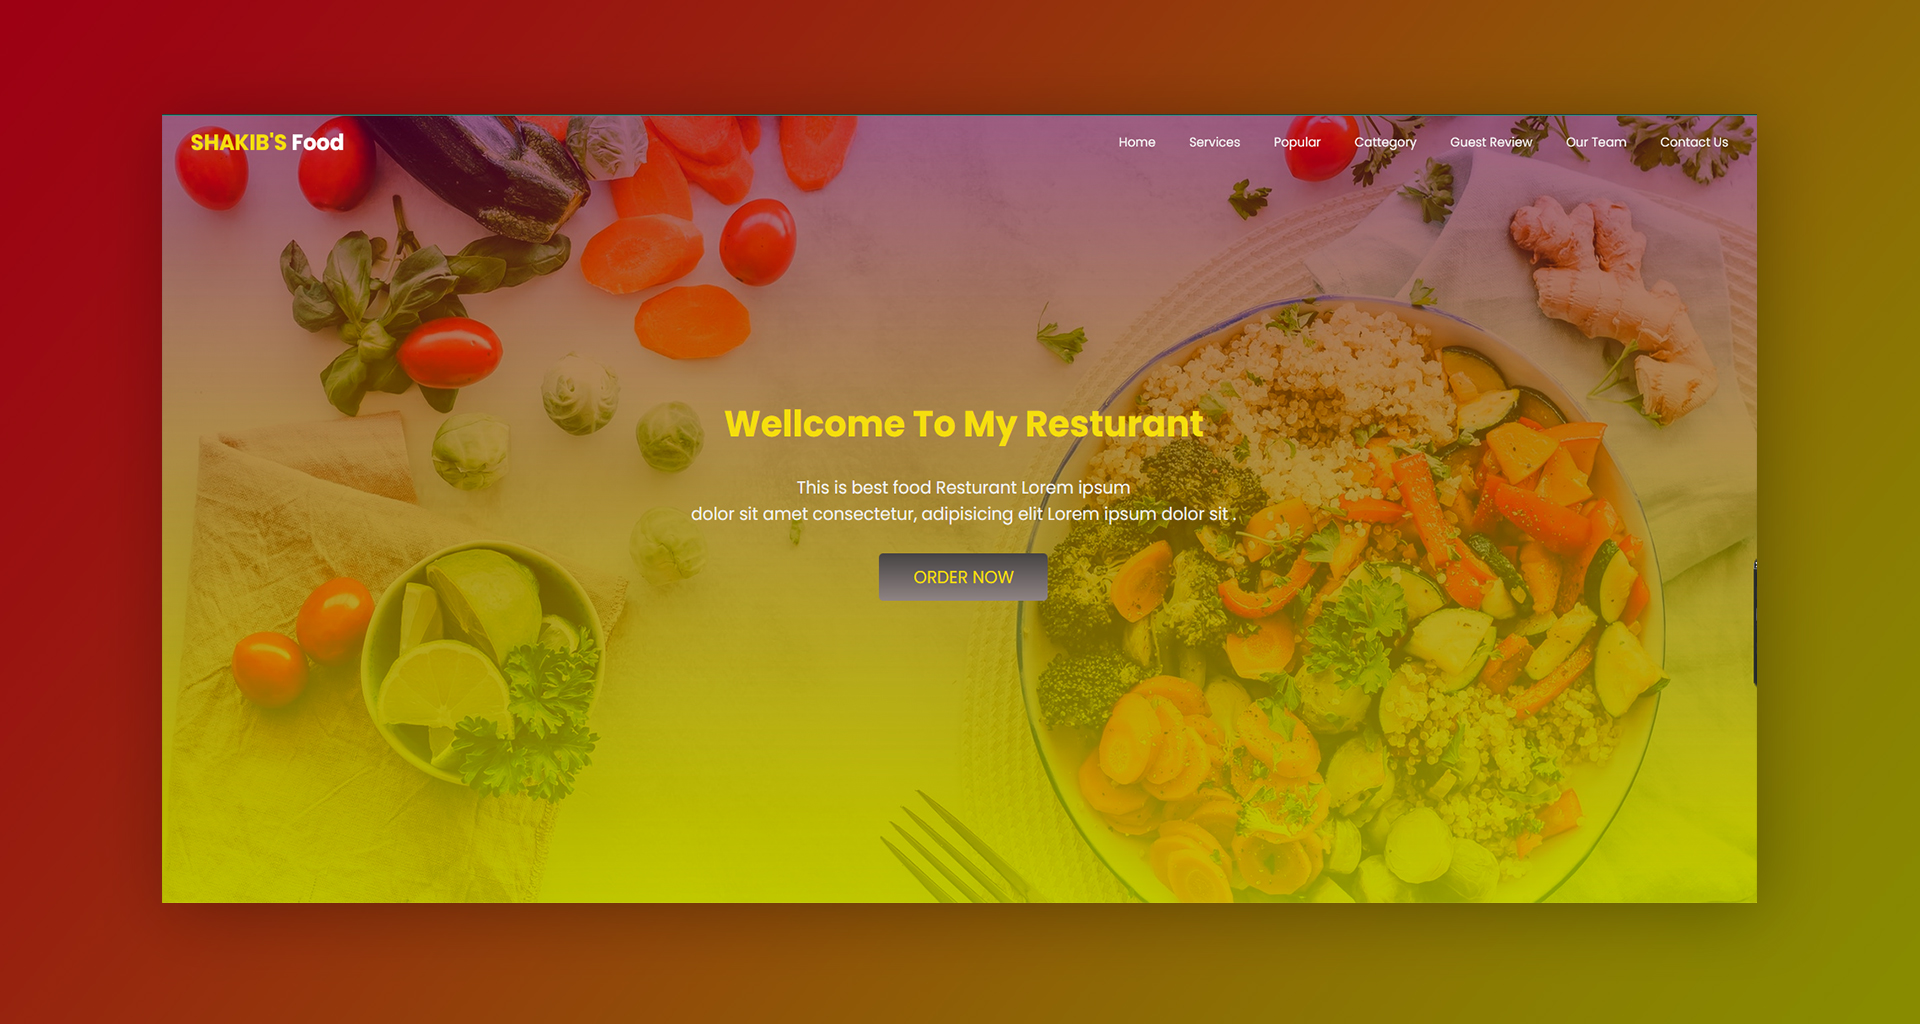 SHAKIB'S Food
Home Services Popular Cattegory Guest Review Our Team Contact Us
Wellcome To My Resturant
This is best food Resturant Lorem ipsum
dolor sit amet consectetur, adipisicing elit Lorem ipsum dolor sit .
ORDER NOW